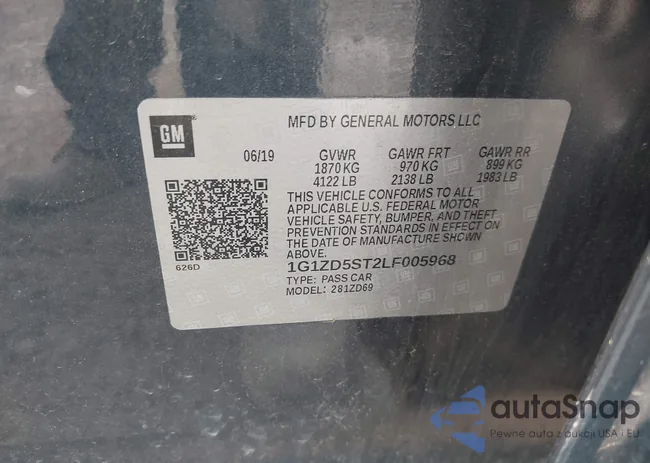 GM
MFD BY GENERAL MOTORS LLC
06/19 GVWR GAWR FRT GAWR RR
1870 KG 970 KG 899 KG
4122 LB 2138 LB 1983 LB
THIS VEHICLE CONFORMS TO ALL
APPLICABLE U.S. FEDERAL MOTOR
VEHICLE SAFETY, BUMPER, AND THEFT
PREVENTION STANDARDS IN EFFECT ON
THE DATE OF MANUFACTURE SHOWN
ABOVE.
626D
1G1ZD5ST2LF005968
TYPE: PASS CAR
MODEL: 281ZD69
autoSnap
Pewne auta z aukcji USA i EU